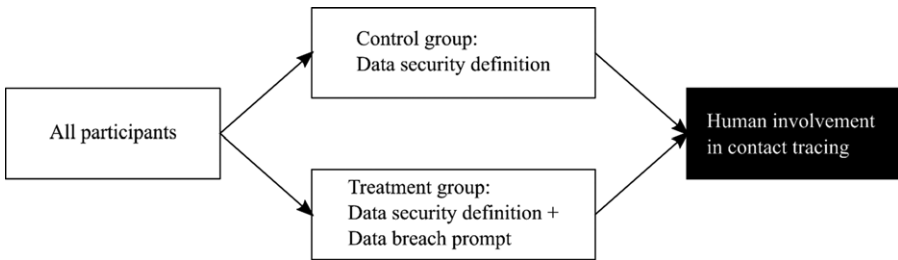 All participants
Control group:
Data security definition
Treatment group:
Data security definition +
Data breach prompt
Human involvement
in contact tracing